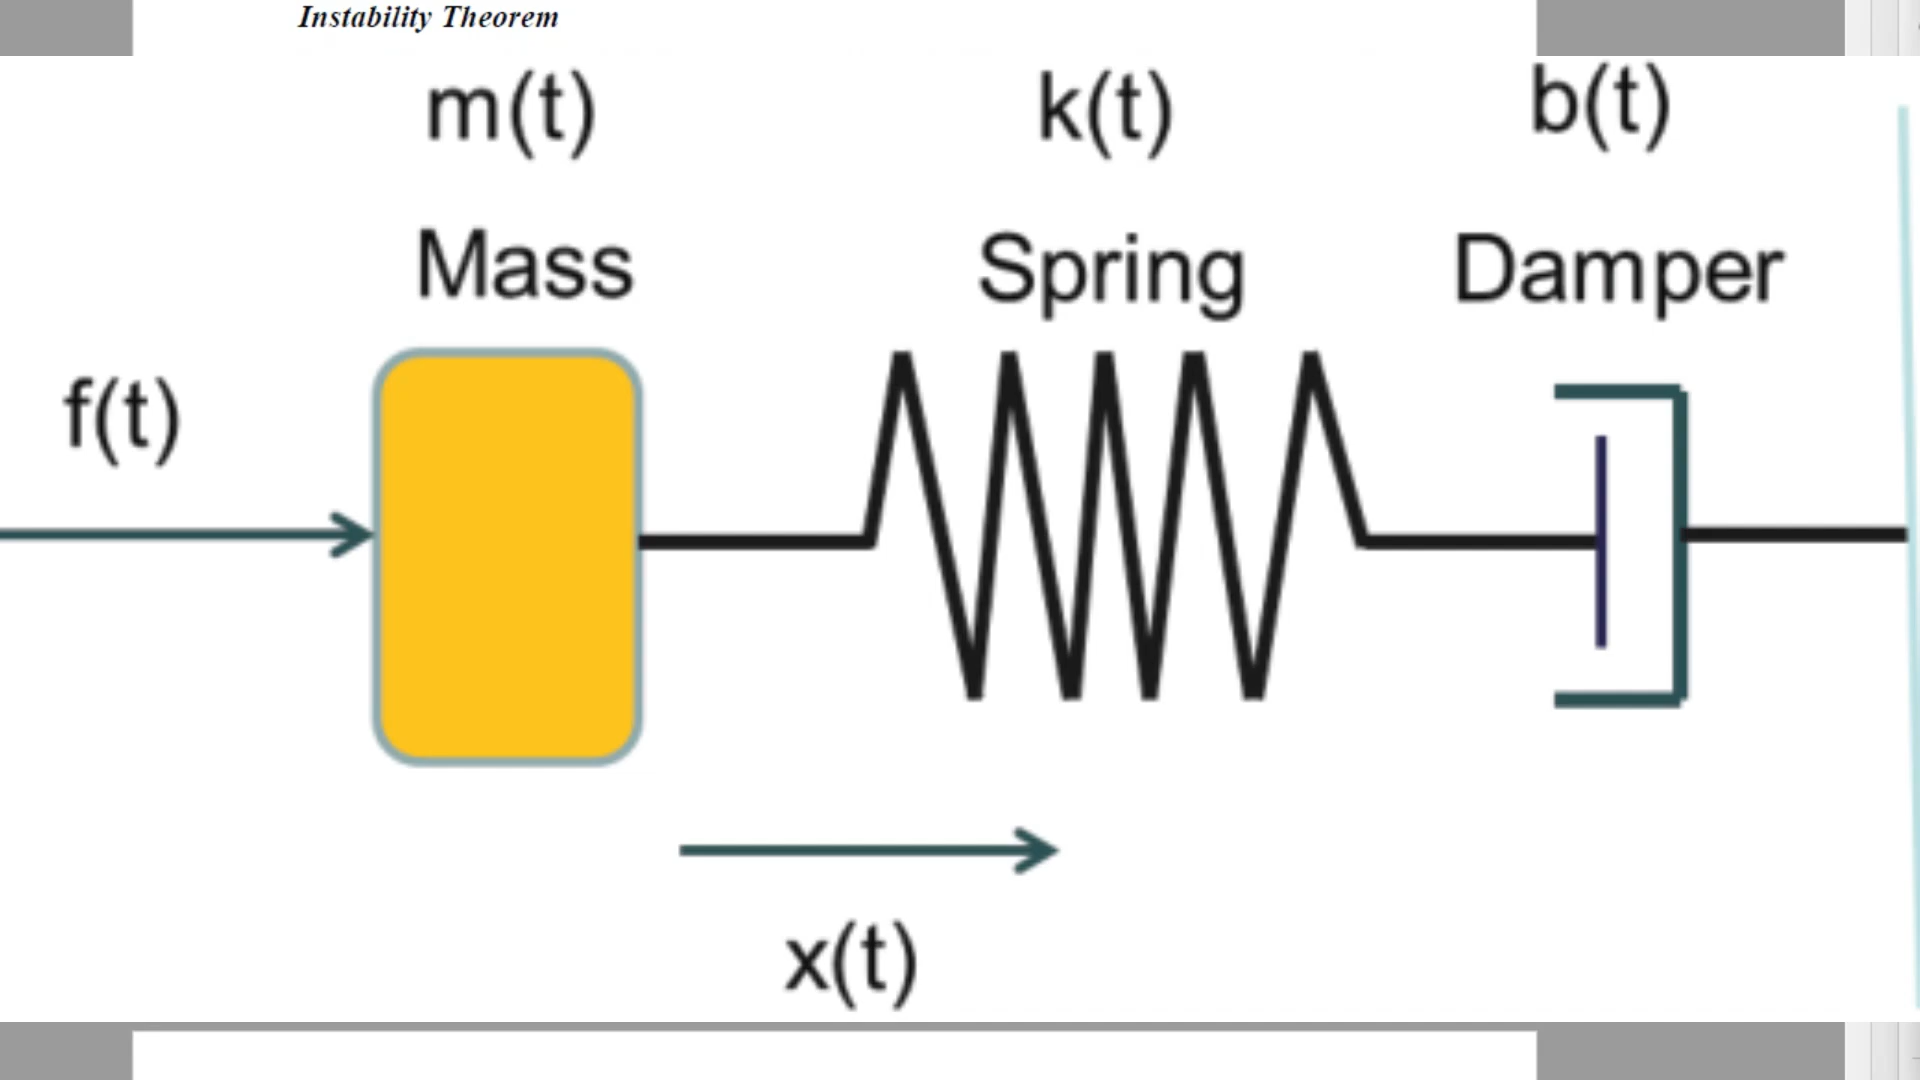 Instability Theorem
m(t) k(t) b(t)
Mass Spring Damper
f(t)
x(t)